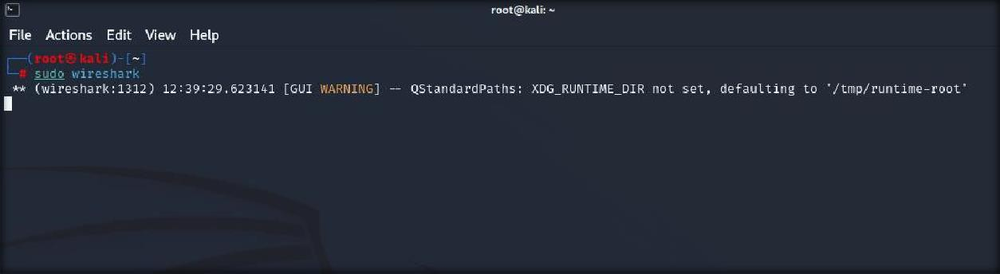 root@kali: ~
File Actions Edit View Help
┌──(root㉿kali)-[~]
└─# sudo wireshark
** (wireshark:1312) 12:39:29.623141 [GUI WARNING] -- QStandardPaths: XDG_RUNTIME_DIR not set, defaulting to '/tmp/runtime-root'